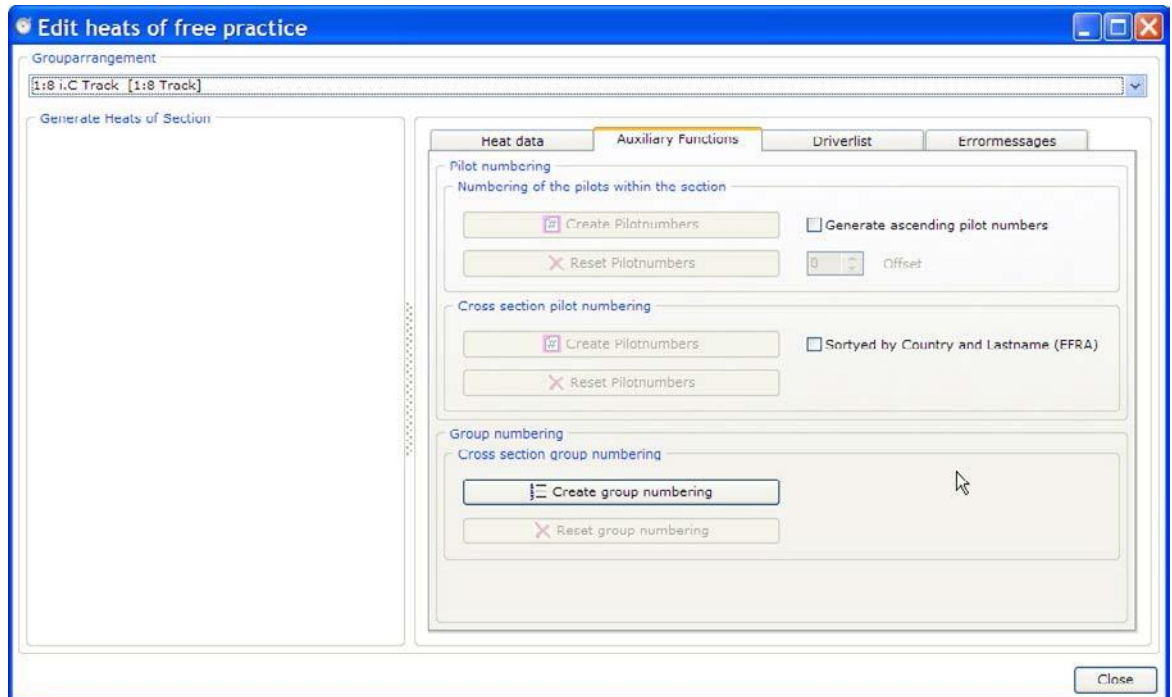 Edit heats of free practice
Grouparrangement
1:8 i.C Track [1:8 Track]
Generate Heats of Section
Heat data
Auxiliary Functions
Driverlist
Errormessages
Pilot numbering
Numbering of the pilots within the section
Create Pilotnumbers
Generate ascending pilot numbers
Reset Pilotnumbers
0
Offset
Cross section pilot numbering
Create Pilotnumbers
Sortyed by Country and Lastname (EFRA)
Reset Pilotnumbers
Group numbering
Cross section group numbering
Create group numbering
Reset group numbering
Close